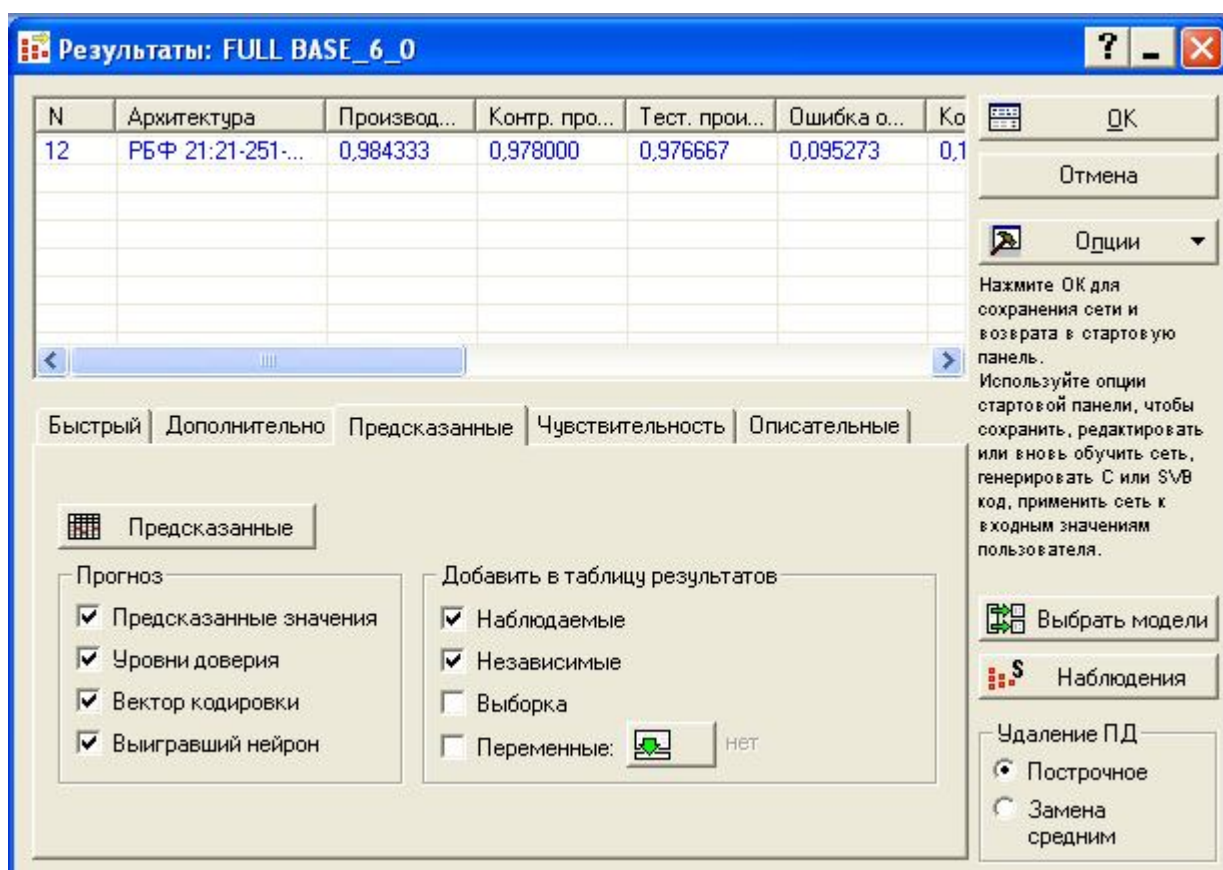 Результаты: FULL BASE_6_0
N Архитектура Производ... Контр. про... Тест. прои... Ошибка о... Ко
12 РБФ 21:21-251-... 0,984333 0,978000 0,976667 0,095273 0,1
OK
Отмена
Опции
Нажмите ОК для
сохранения сети и
возврата в стартовую
панель.
Используйте опции
стартовой панели, чтобы
сохранить, редактировать
или вновь обучить сеть,
генерировать С или SVB
код, применить сеть к
входным значениям
пользователя.
Быстрый Дополнительно Предсказанные Чувствительность Описательные
Предсказанные
Прогноз
Предсказанные значения
Уровни доверия
Вектор кодировки
Выигравший нейрон
Добавить в таблицу результатов
Наблюдаемые
Независимые
Выборка
Переменные: нет
Выбрать модели
S Наблюдения
Удаление ПД
Построчное
Замена
средним